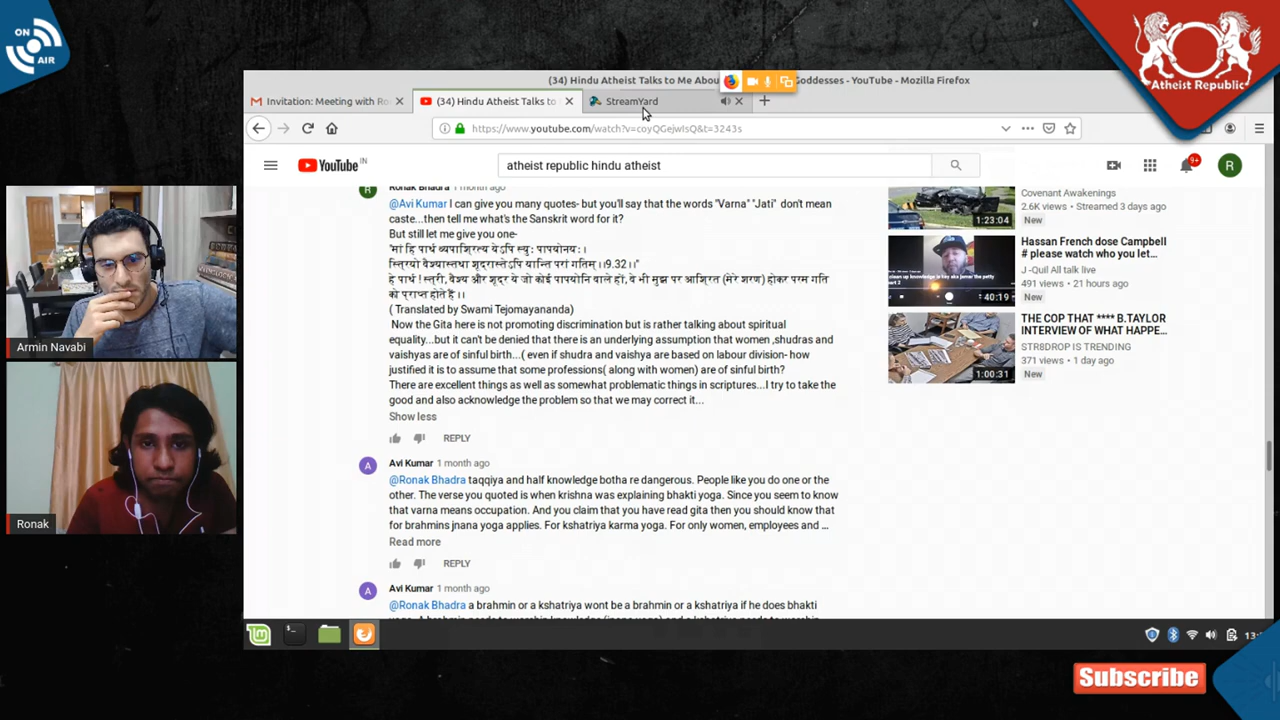 ON
AIR
Atheist Republic
(34) Hindu Atheist Talks to Me Abou
Goddesses - YouTube - Mozilla Firefox
Invitation: Meeting with Ro
(34) Hindu Atheist Talks to
StreamYard
https://www.youtube.com/watch?v=coyQGejwIsQ&t=3243s
YouTube IN
atheist republic hindu atheist
9+
R
R
Ronak Bhadra 1 month ago
@Avi Kumar I can give you many quotes- but you'll say that the words "Varna" "Jati" don't mean
caste...then tell me what's the Sanskrit word for it?
But still let me give you one-
"मां हि पार्थ व्यपाश्रित्य येऽपि स्युः पापयोनयः।
स्त्रियो वैश्यास्तथा शूद्रास्तेऽपि यान्ति परां गतिम्।।9.32।।"
हे पार्थ ! स्त्री, वैश्य और शूद्र ये जो कोई पापयोनि वाले हों, वे भी मुझ पर आश्रित (मेरे शरण) होकर परम गति
को प्राप्त होते हैं।।
( Translated by Swami Tejomayananda)
Now the Gita here is not promoting discrimination but is rather talking about spiritual
equality...but it can't be denied that there is an underlying assumption that women ,shudras and
vaishyas are of sinful birth...( even if shudra and vaishya are based on labour division- how
justified it is to assume that some professions( along with women) are of sinful birth?
There are excellent things as well as somewhat problematic things in scriptures...I try to take the
good and also acknowledge the problem so that we may correct it...
Show less
REPLY
A
Avi Kumar 1 month ago
@Ronak Bhadra taqqiya and half knowledge botha re dangerous. People like you do one or the
other. The verse you quoted is when krishna was explaining bhakti yoga. Since you seem to know
that varna means occupation. And you claim that you have read gita then you should know that
for brahmins jnana yoga applies. For kshatriya karma yoga. For only women, employees and ...
Read more
REPLY
A
Avi Kumar 1 month ago
@Ronak Bhadra a brahmin or a kshatriya wont be a brahmin or a kshatriya if he does bhakti
Covenant Awakenings
2.6K views • Streamed 3 days ago
New
1:23:04
Hassan French dose Campbell
# please watch who you let...
J -Quil All talk live
491 views • 21 hours ago
New
40:19
THE COP THAT **** B.TAYLOR
INTERVIEW OF WHAT HAPPE...
STR8DROP IS TRENDING
371 views • 1 day ago
New
1:00:31
Armin Navabi
Ronak
13:
Subscribe